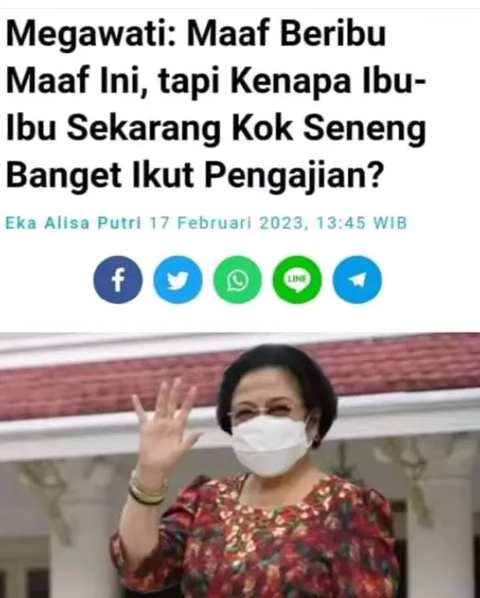 Megawati: Maaf Beribu
Maaf Ini, tapi Kenapa Ibu-
Ibu Sekarang Kok Seneng
Banget Ikut Pengajian?
Eka Alisa Putri 17 Februari 2023, 13:45 WIB
LINE